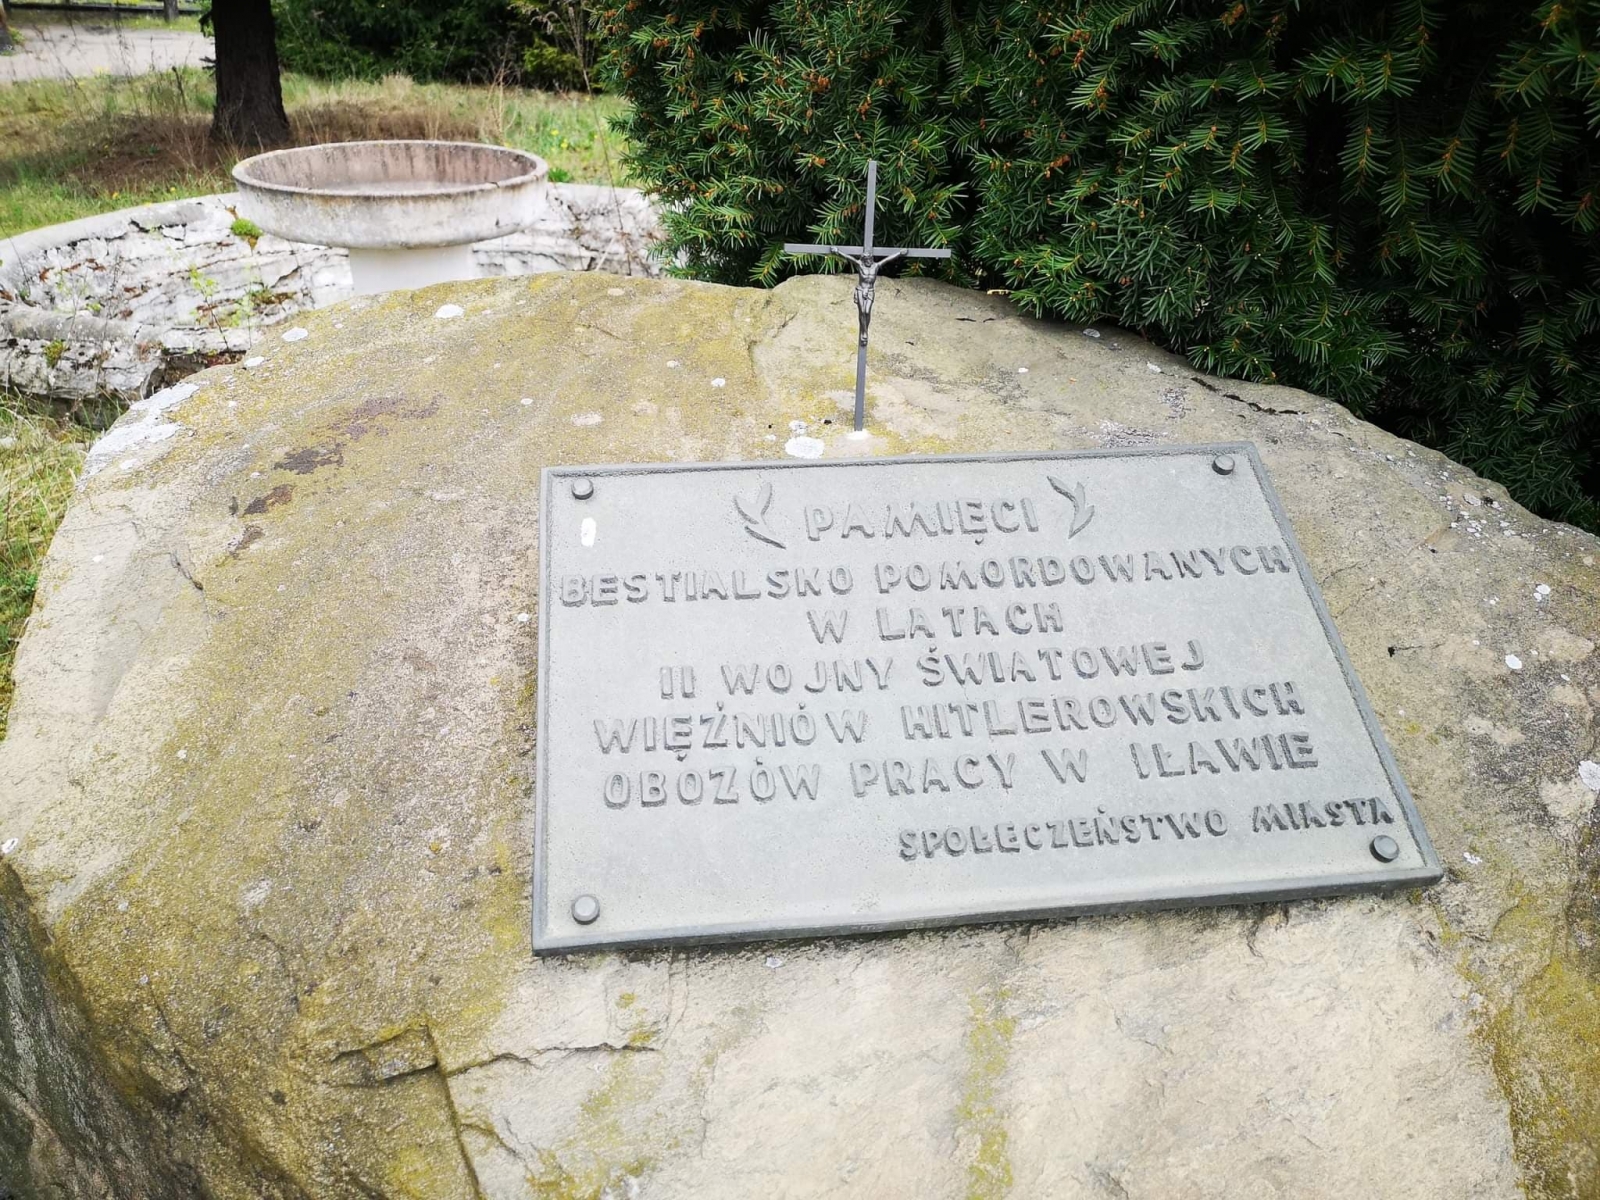 PAMIĘCI
BESTIALSKO POMORDOWANYCH
W LATACH
II WOJNY ŚWIATOWEJ
WIĘŹNIÓW HITLEROWSKICH
OBOZÓW PRACY W IŁAWIE
SPOŁECZEŃSTWO MIASTA